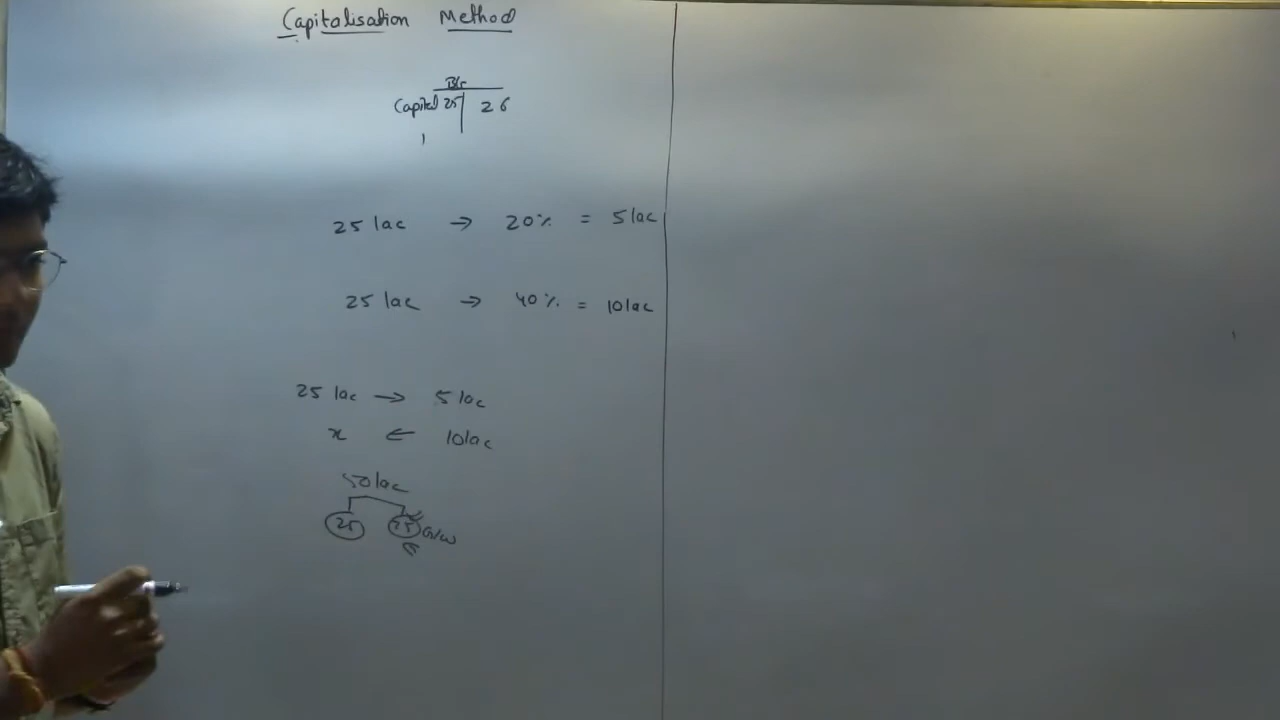 Capitalisation Method
B/S
Capital 25 26
25 lac → 20% = 5 lac
25 lac → 40% = 10 lac
25 lac → 5 lac
x ← 10 lac
50 lac
25 25 G/W